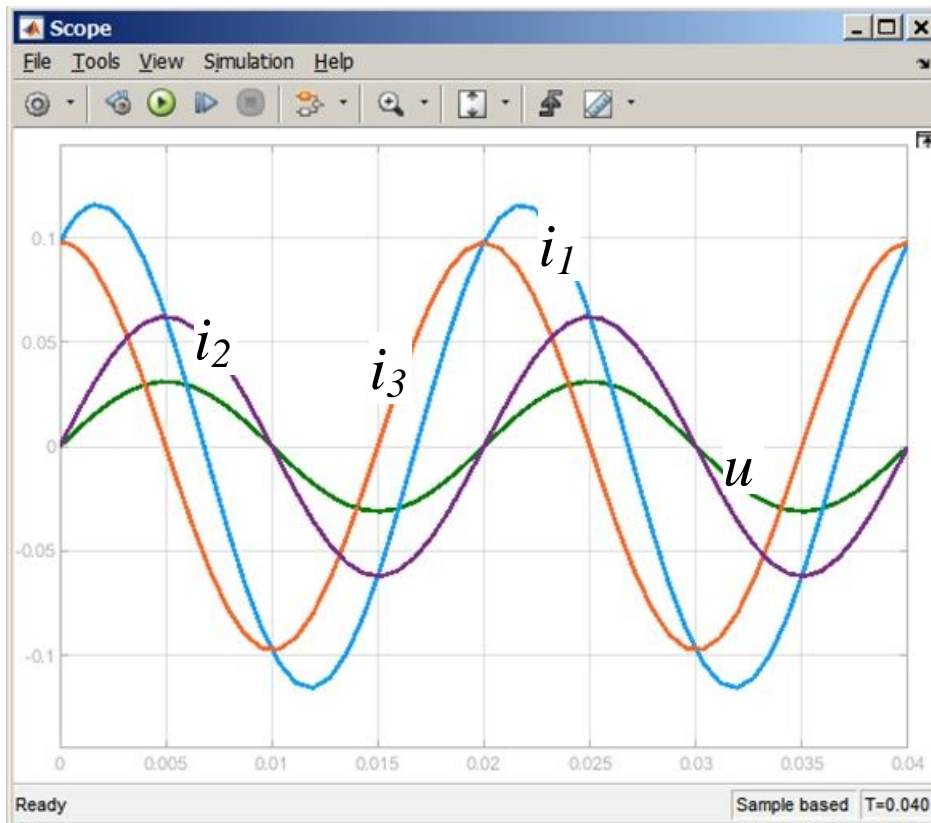 Scope
File Tools View Simulation Help
0.1
0.05
0
-0.05
-0.1
i1
i2
i3
u
0 0.005 0.01 0.015 0.02 0.025 0.03 0.035 0.04
Ready Sample based T=0.040